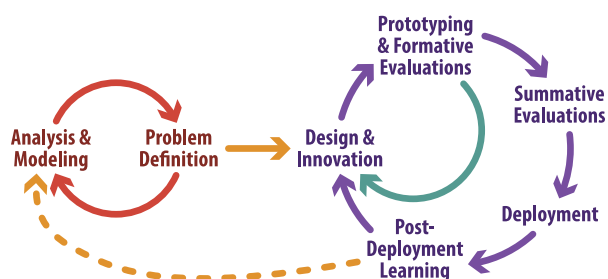 Analysis &
Modeling
Problem
Definition
Design &
Innovation
Prototyping
& Formative
Evaluations
Summative
Evaluations
Deployment
Post-
Deployment
Learning